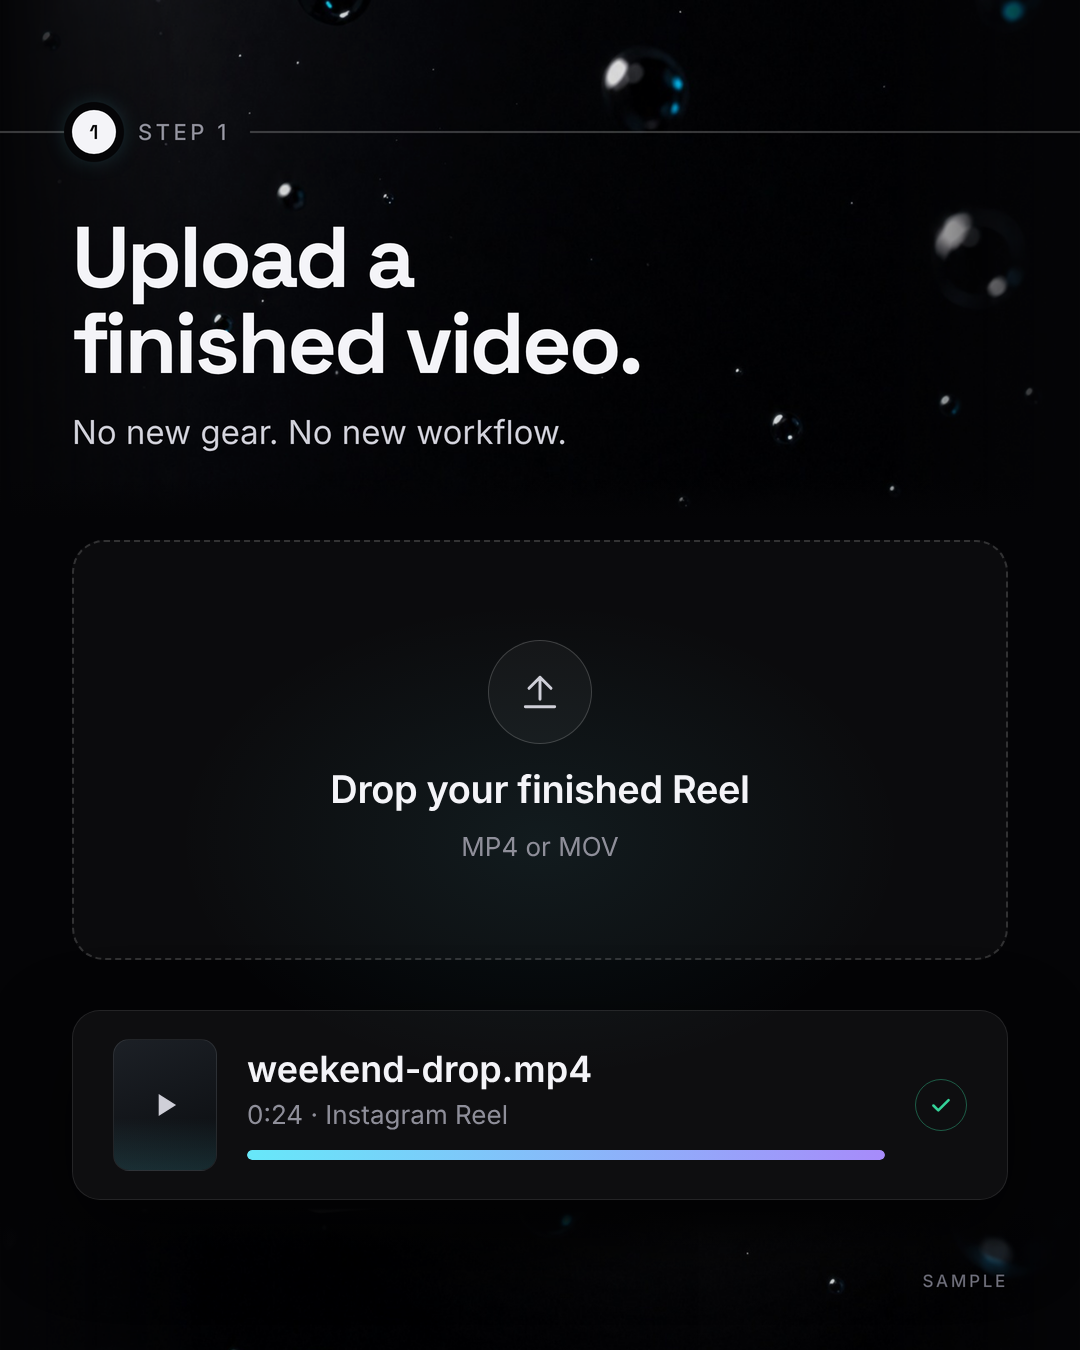 1 STEP 1
Upload a
finished video.
No new gear. No new workflow.
Drop your finished Reel
MP4 or MOV
weekend-drop.mp4
0:24 · Instagram Reel
SAMPLE